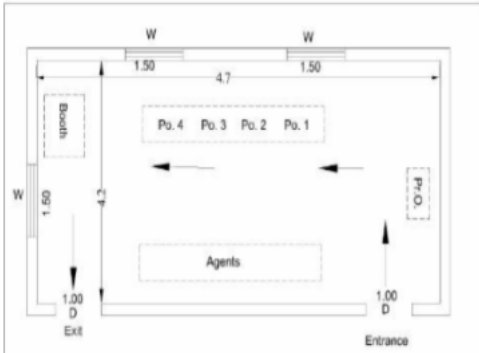 W
W
1.50
1.50
4.7
Booth
Po. 4 Po. 3 Po. 2 Po. 1
W
1.50
4.2
Pr.O.
Agents
1.00
D
Exit
1.00
D
Entrance